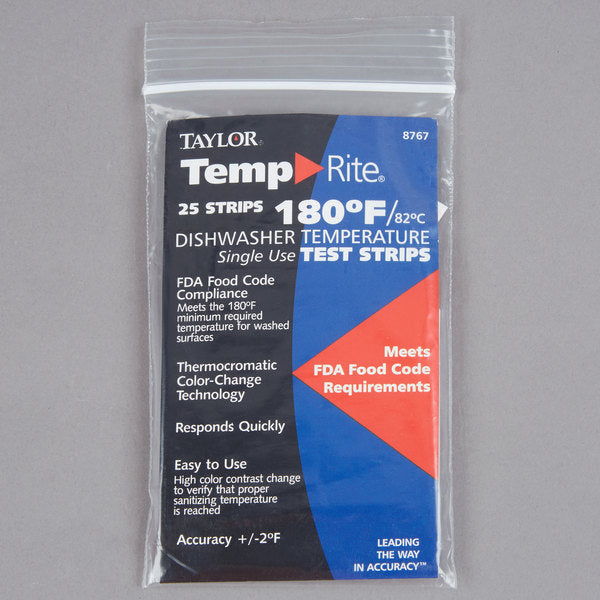 TAYLOR®
8767
Temp Rite®
25 STRIPS 180ºF/82ºC
DISHWASHER TEMPERATURE
Single Use TEST STRIPS
FDA Food Code
Compliance
Meets the 180ºF
minimum required
temperature for washed
surfaces
Meets
FDA Food Code
Requirements
Thermocromatic
Color-Change
Technology
Responds Quickly
Easy to Use
High color contrast change
to verify that proper
sanitizing temperature
is reached
Accuracy +/-2ºF
LEADING
THE WAY
IN ACCURACY™